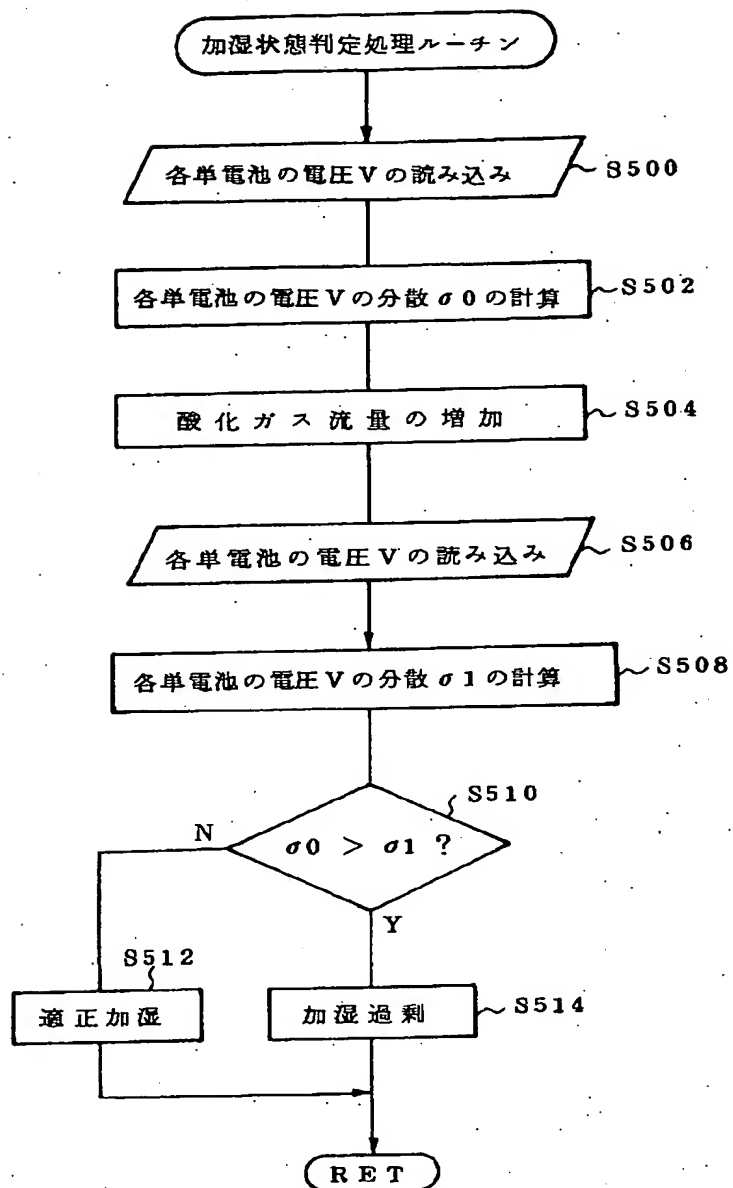 加湿状態判定処理ルーチン
各単電池の電圧Vの読み込み
S500
各単電池の電圧Vの分散σ0の計算
S502
酸化ガス流量の増加
S504
各単電池の電圧Vの読み込み
S506
各単電池の電圧Vの分散σ1の計算
S508
S510
σ0 > σ1 ?
N
Y
S512
適正加湿
加湿過剰
S514
RET